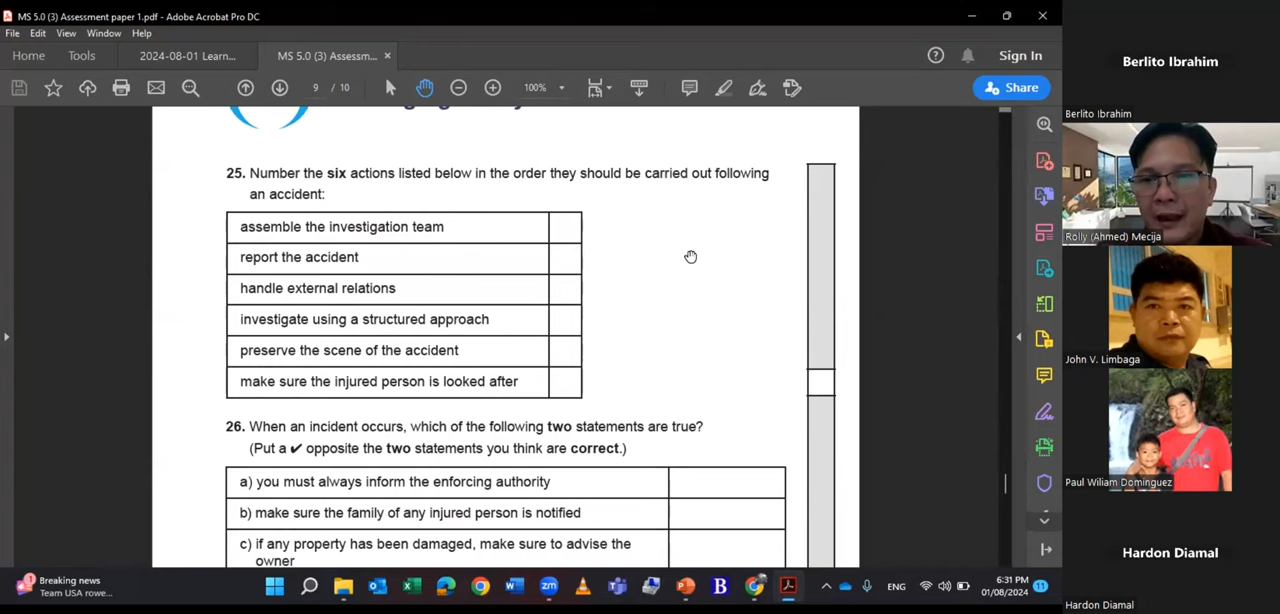 MS 5.0 (3) Assessment paper 1.pdf - Adobe Acrobat Pro DC
File Edit View Window Help
Home Tools 2024-08-01 Learn... MS 5.0 (3) Assessm... ×
Sign In
9 / 10 100% Share
25. Number the six actions listed below in the order they should be carried out following
an accident:
assemble the investigation team
report the accident
handle external relations
investigate using a structured approach
preserve the scene of the accident
make sure the injured person is looked after
26. When an incident occurs, which of the following two statements are true?
(Put a ✔ opposite the two statements you think are correct.)
a) you must always inform the enforcing authority
b) make sure the family of any injured person is notified
c) if any property has been damaged, make sure to advise the
owner
Berlito Ibrahim
Berlito Ibrahim
Rolly (Ahmed) Mecija
John V. Limbaga
Paul Wiliam Dominguez
Hardon Diamal
Hardon Diamal
1
Breaking news
Team USA rowe...
ENG
6:31 PM
01/08/2024
11